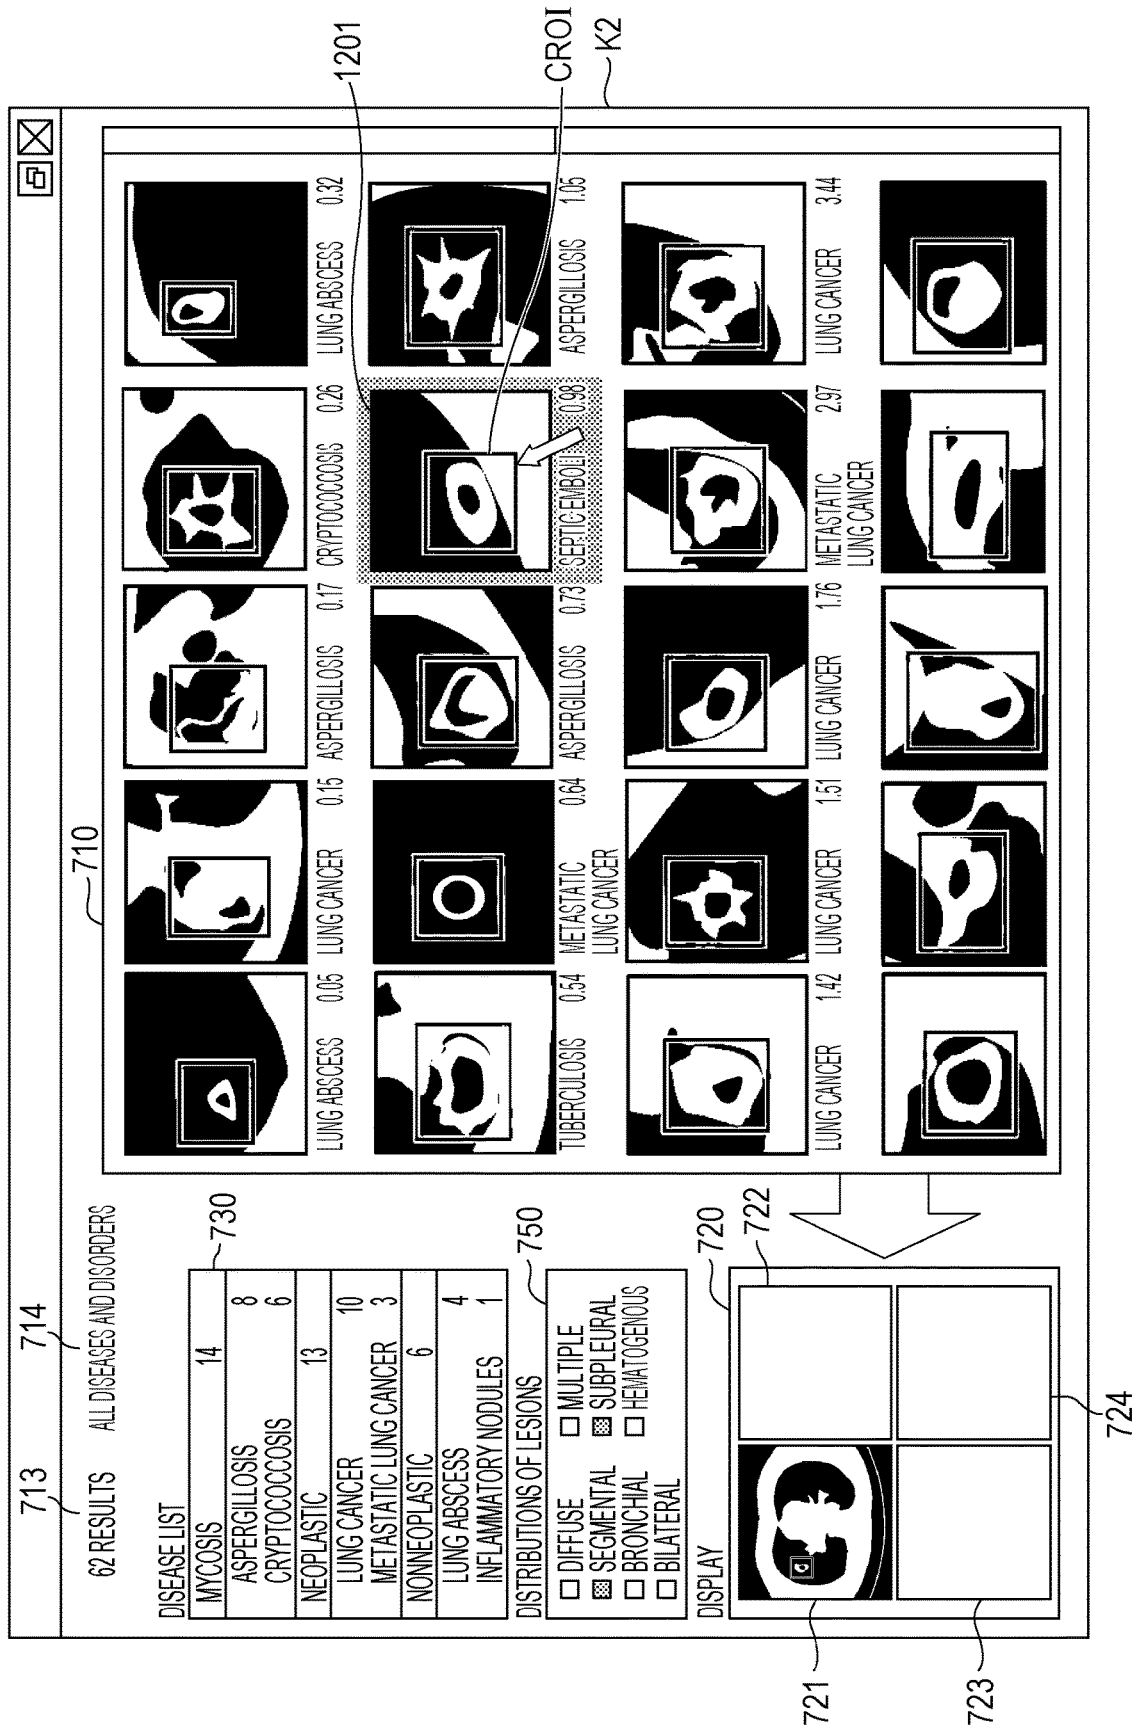 713
714
62 RESULTS ALL DISEASES AND DISORDERS
DISEASE LIST
730
MYCOSIS 14
ASPERGILLOSIS 8
CRYPTOCOCCOSIS 6
NEOPLASTIC 13
LUNG CANCER 10
METASTATIC LUNG CANCER 3
NONNEOPLASTIC 6
LUNG ABSCESS 4
INFLAMMATORY NODULES 1
DISTRIBUTIONS OF LESIONS
750
DIFFUSE MULTIPLE
SEGMENTAL SUBPLEURAL
BRONCHIAL HEMATOGENOUS
BILATERAL
DISPLAY
720
722
721
723
724
710
LUNG ABSCESS 0.05
LUNG CANCER 0.15
ASPERGILLOSIS 0.17
CRYPTOCOCCOSIS 0.26
LUNG ABSCESS 0.32
TUBERCULOSIS 0.54
METASTATIC 0.64
LUNG CANCER
ASPERGILLOSIS 0.73
SEPTIC EMBOLI 0.98
ASPERGILLOSIS 1.05
LUNG CANCER 1.42
LUNG CANCER 1.51
LUNG CANCER 1.76
METASTATIC 2.97
LUNG CANCER
LUNG CANCER 3.44
1201
CROI
K2